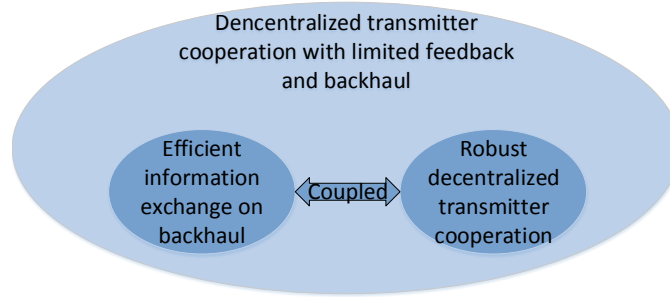 Dencentralized transmitter
cooperation with limited feedback
and backhaul
Efficient
information
exchange on
backhaul
Coupled
Robust
decentralized
transmitter
cooperation